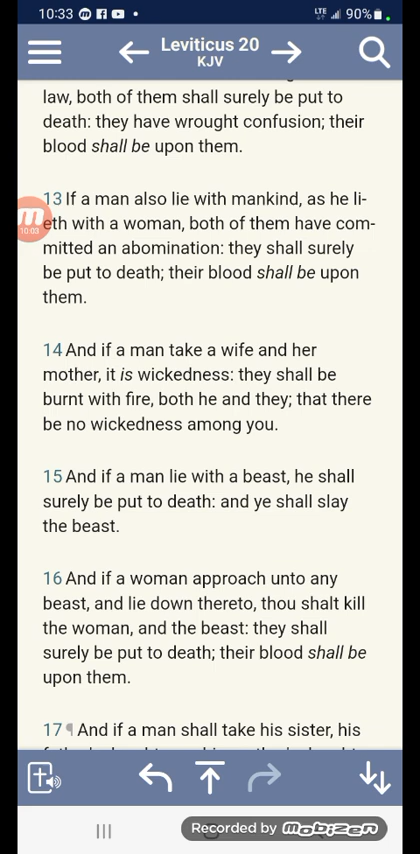 10:33
LTE
90%
Leviticus 20
KJV
law, both of them shall surely be put to
death: they have wrought confusion; their
blood shall be upon them.
13 If a man also lie with mankind, as he li-
eth with a woman, both of them have com-
mitted an abomination: they shall surely
be put to death; their blood shall be upon
them.
10:03
14 And if a man take a wife and her
mother, it is wickedness: they shall be
burnt with fire, both he and they; that there
be no wickedness among you.
15 And if a man lie with a beast, he shall
surely be put to death: and ye shall slay
the beast.
16 And if a woman approach unto any
beast, and lie down thereto, thou shalt kill
the woman, and the beast: they shall
surely be put to death; their blood shall be
upon them.
17 ¶ And if a man shall take his sister, his
Recorded by mobizen